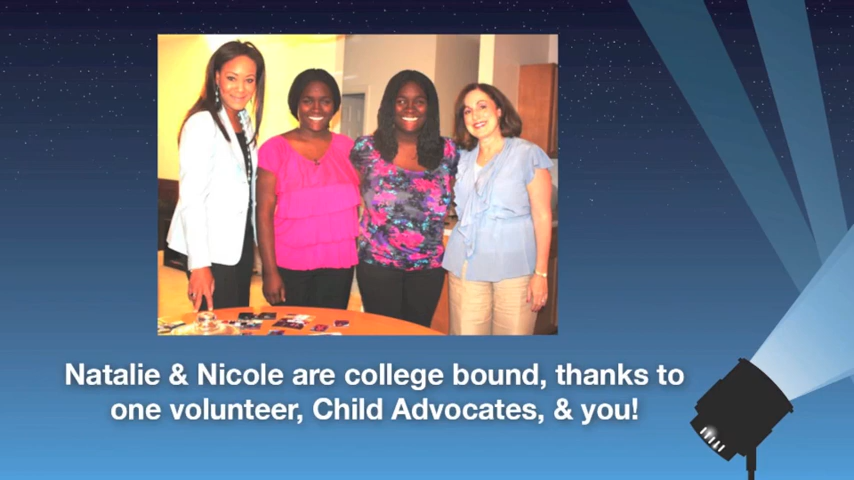 Natalie & Nicole are college bound, thanks to
one volunteer, Child Advocates, & you!